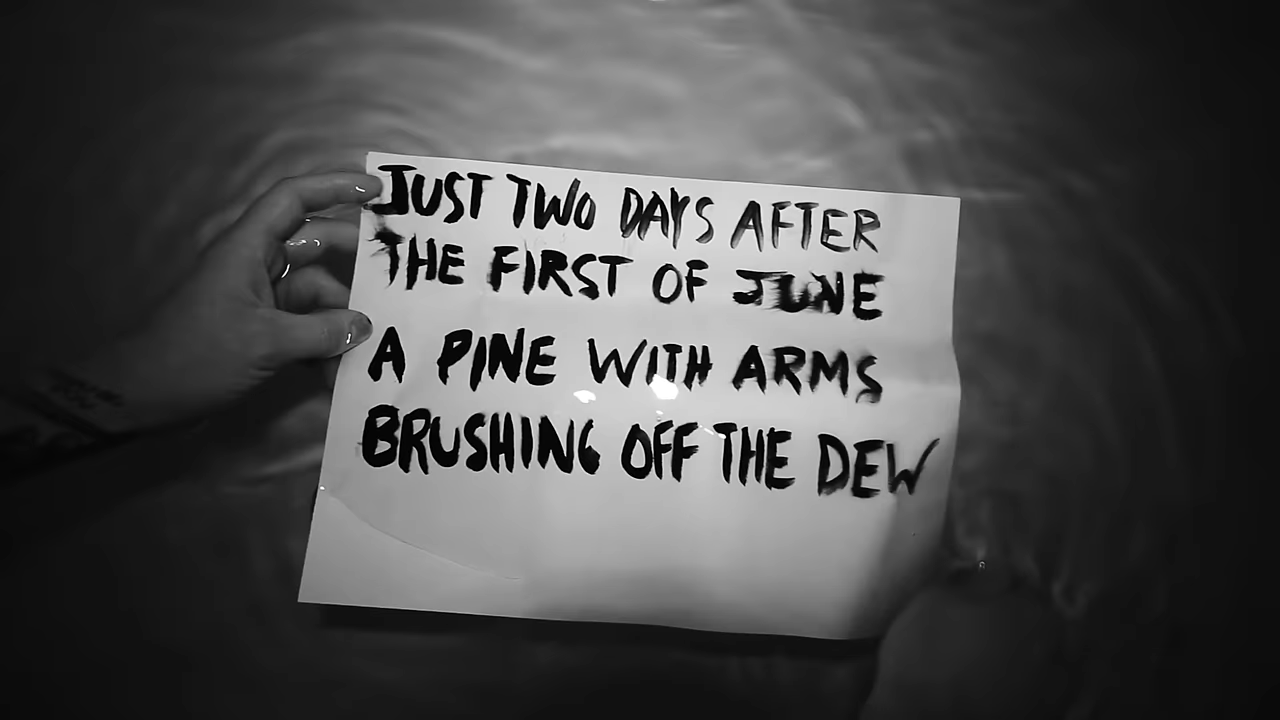 JUST TWO DAYS AFTER
THE FIRST OF JUNE
A PINE WITH ARMS
BRUSHING OFF THE DEW